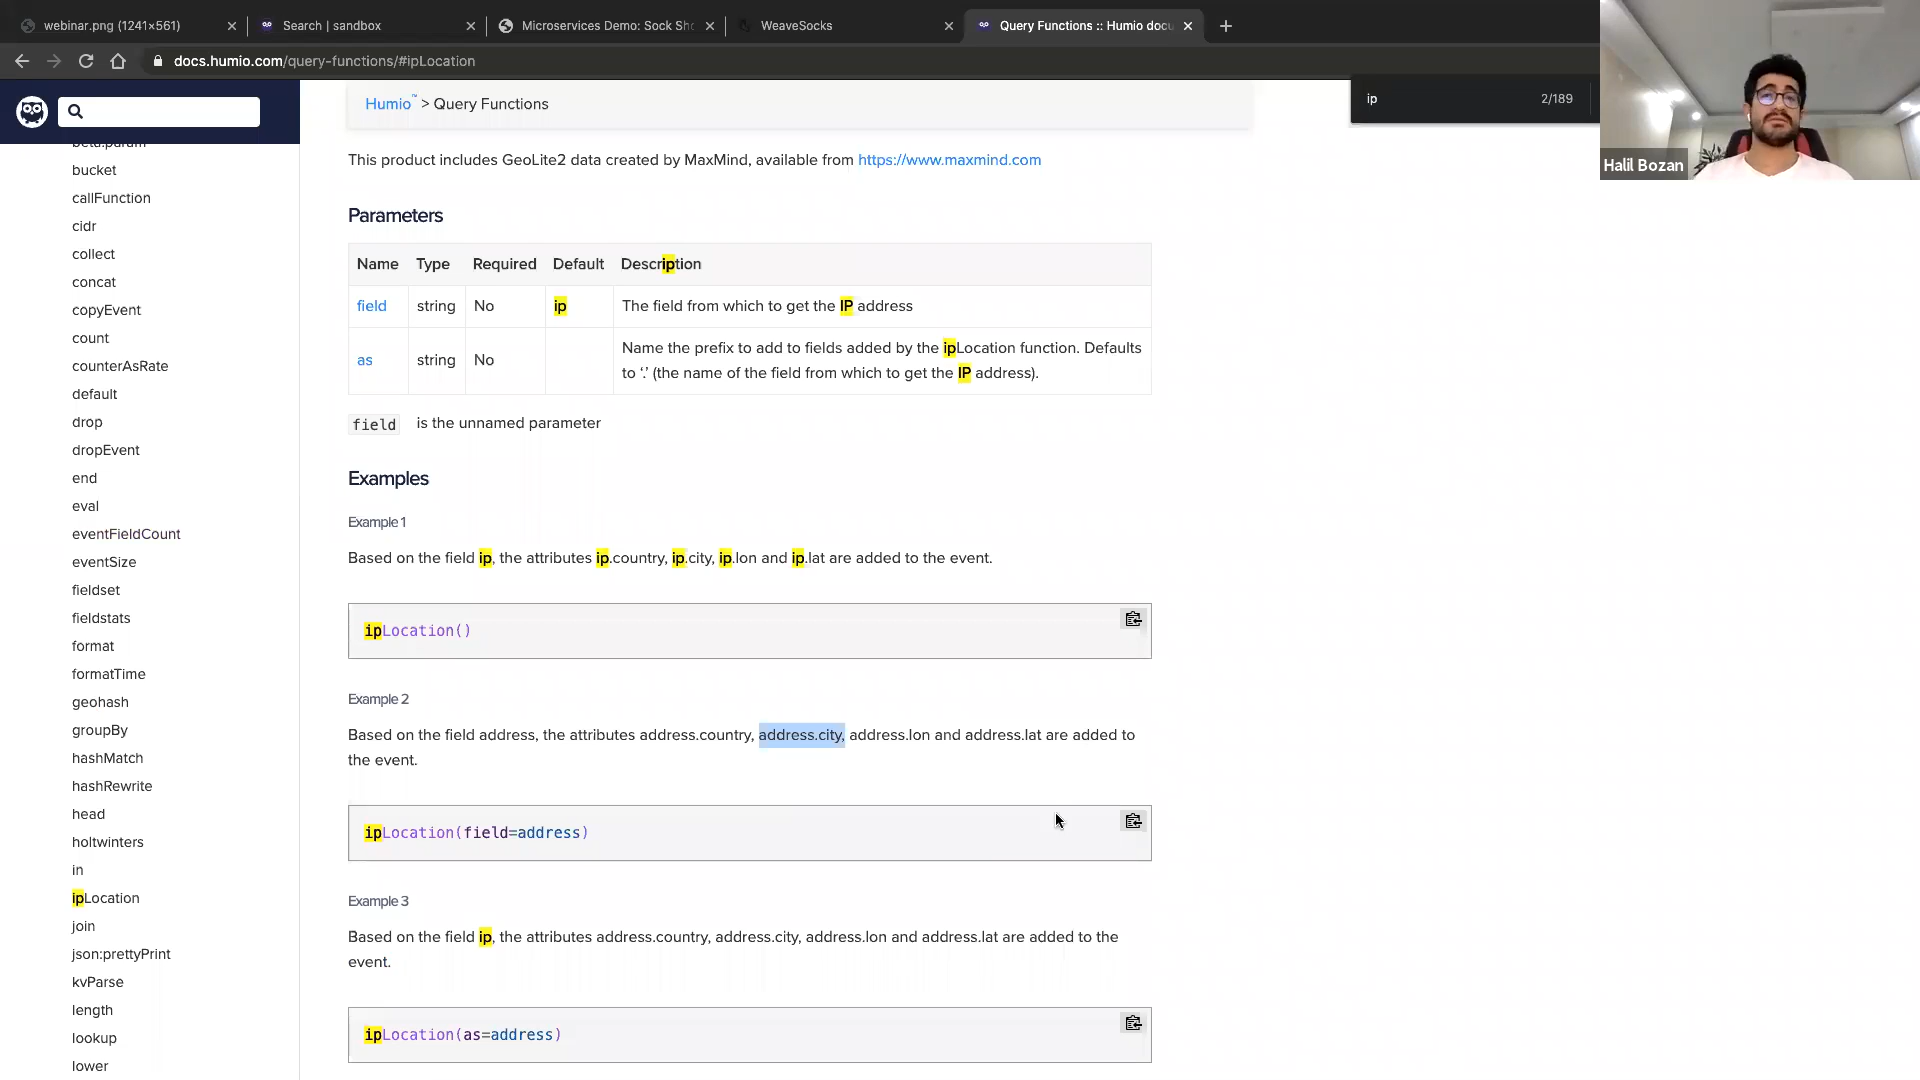 webinar.png (1241×561)
Search | sandbox
Microservices Demo: Sock Sh
WeaveSocks
Query Functions :: Humio docu
docs.humio.com/query-functions/#ipLocation
ip
2/189
Halil Bozan
Humio™ > Query Functions
This product includes GeoLite2 data created by MaxMind, available from https://www.maxmind.com
Parameters
Name Type Required Default Description
field string No ip The field from which to get the IP address
as string No Name the prefix to add to fields added by the ipLocation function. Defaults
to ‘.’ (the name of the field from which to get the IP address).
field is the unnamed parameter
Examples
Example 1
Based on the field ip, the attributes ip.country, ip.city, ip.lon and ip.lat are added to the event.
ipLocation()
Example 2
Based on the field address, the attributes address.country, address.city, address.lon and address.lat are added to
the event.
ipLocation(field=address)
Example 3
Based on the field ip, the attributes address.country, address.city, address.lon and address.lat are added to the
event.
ipLocation(as=address)
beta:param
bucket
callFunction
cidr
collect
concat
copyEvent
count
counterAsRate
default
drop
dropEvent
end
eval
eventFieldCount
eventSize
fieldset
fieldstats
format
formatTime
geohash
groupBy
hashMatch
hashRewrite
head
holtwinters
in
ipLocation
join
json:prettyPrint
kvParse
length
lookup
lower